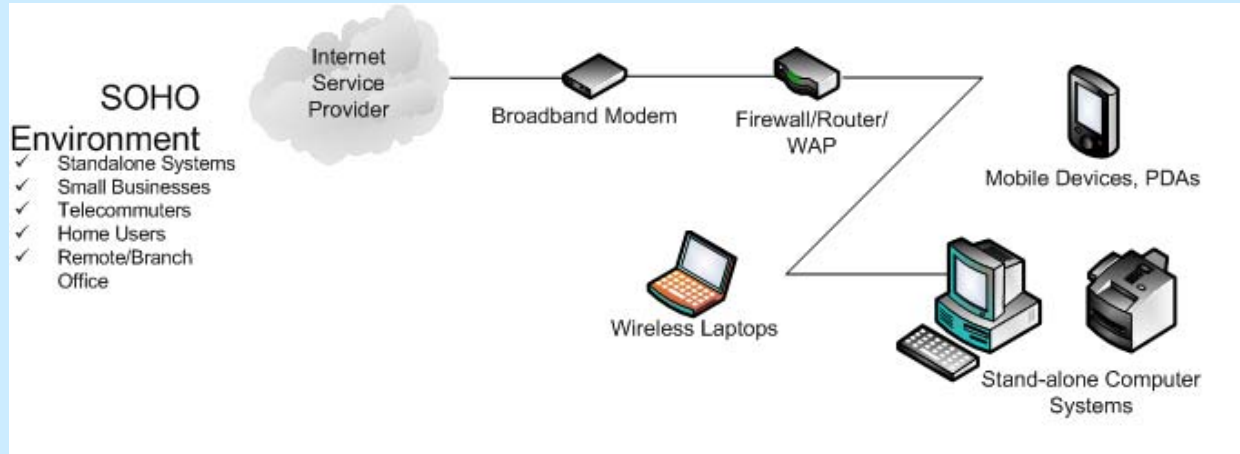 SOHO
Environment
✓ Standalone Systems
✓ Small Businesses
✓ Telecommuters
✓ Home Users
✓ Remote/Branch
Office
Internet
Service
Provider
Broadband Modem
Firewall/Router/
WAP
Mobile Devices, PDAs
Wireless Laptops
Stand-alone Computer
Systems